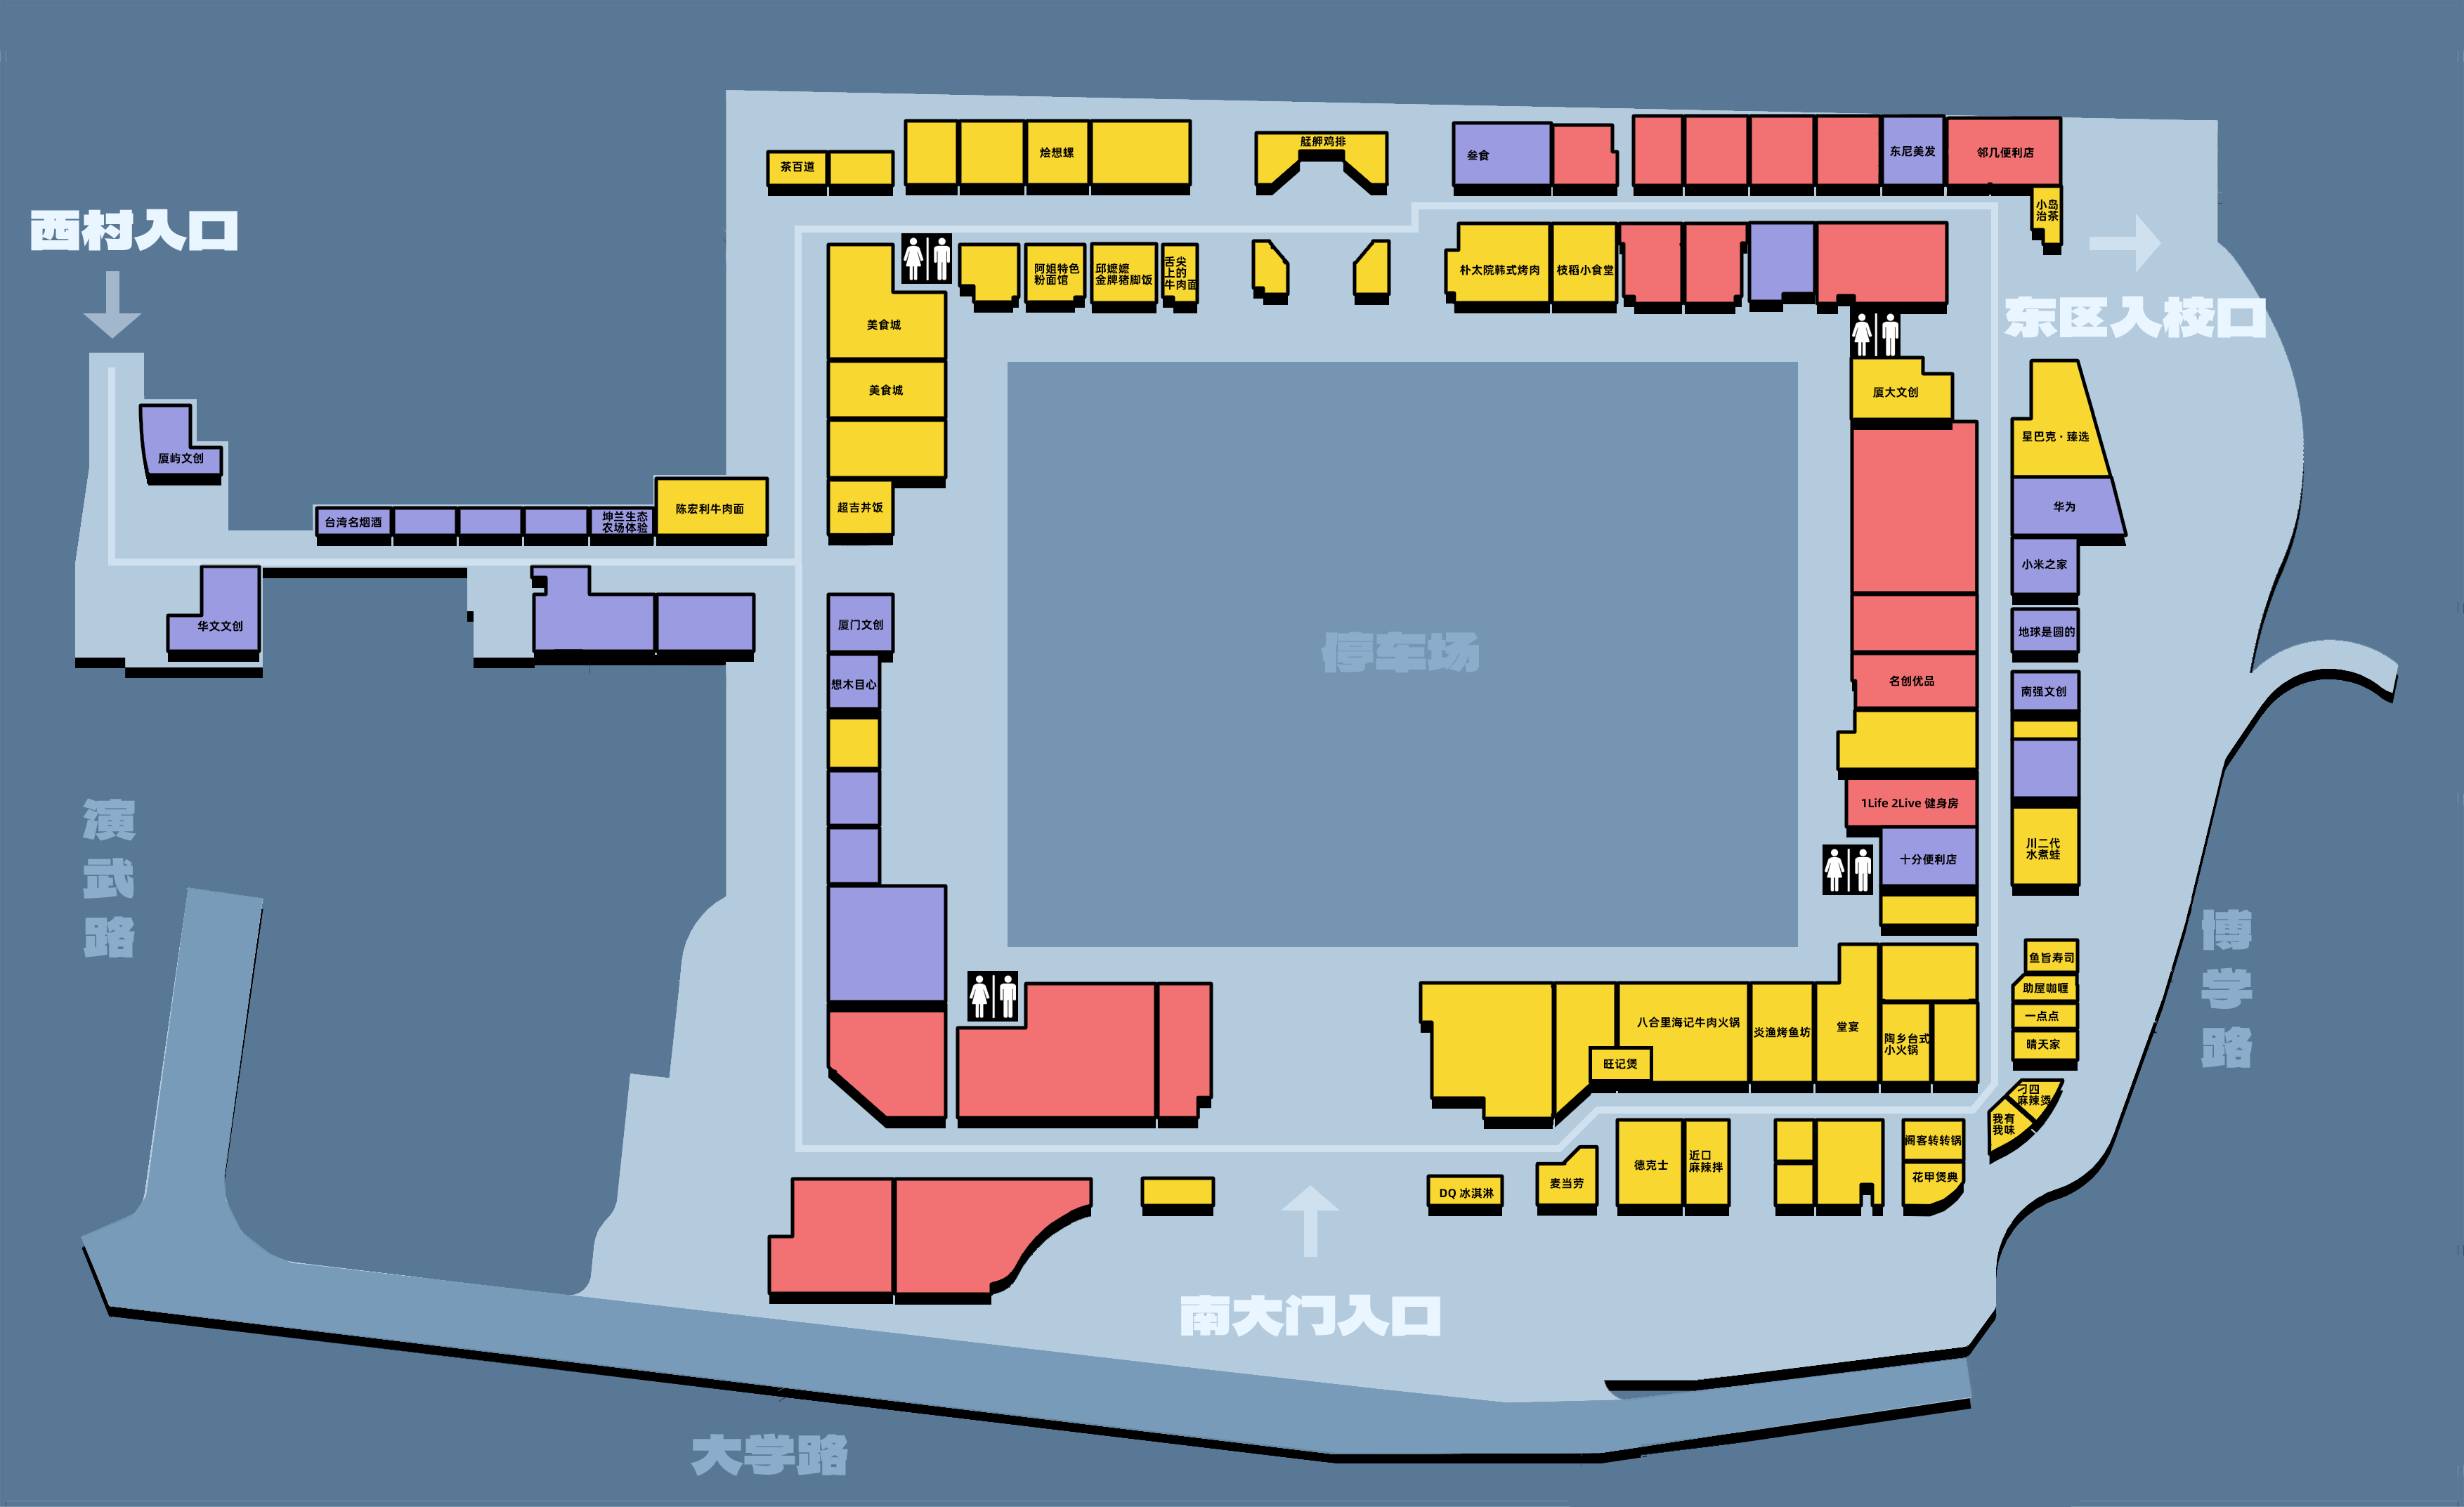 艋舺鸡排
茶百道
烩想螺
叁食
东尼美发
邻几便利店
小岛
治茶
西村入口
阿姐特色
粉面馆
邱嬷嬷
金牌猪脚饭
舌尖
上的
牛肉面
朴太院韩式烤肉
枝稻小食堂
东区入校口
美食城
美食城
厦大文创
星巴克·臻选
厦屿文创
超吉丼饭
陈宏利牛肉面
台湾名烟酒
坤兰生态
农场体验
华为
小米之家
华文文创
厦门文创
停车场
地球是圆的
想木目心
名创优品
南强文创
演武路
1Life 2Live 健身房
川二代
水煮蛙
十分便利店
博学路
鱼旨寿司
助屋咖喱
一点点
晴天家
八合里海记牛肉火锅
旺记煲
炎渔烤鱼坊
堂宴
陶乡台式
小火锅
刁四
麻辣烫
我有
我味
德克士
近口
麻辣拌
阁客转转锅
花甲煲典
DQ 冰淇淋
麦当劳
南大门入口
大学路